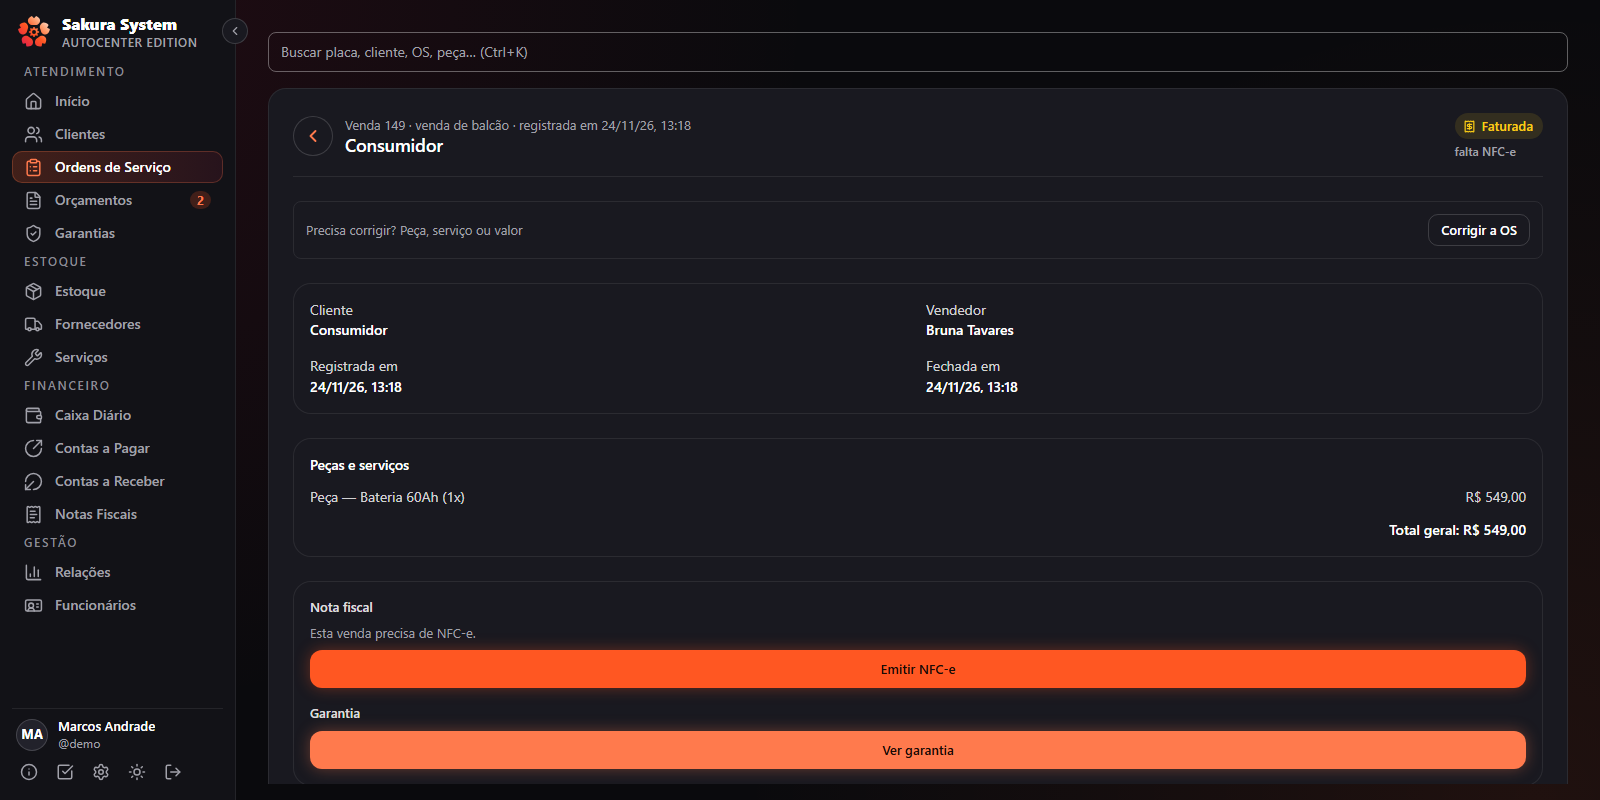 Sakura System
AUTOCENTER EDITION
ATENDIMENTO
Início
Clientes
Ordens de Serviço
Orçamentos 2
Garantias
ESTOQUE
Estoque
Fornecedores
Serviços
FINANCEIRO
Caixa Diário
Contas a Pagar
Contas a Receber
Notas Fiscais
GESTÃO
Relações
Funcionários
MA
Marcos Andrade
@demo
Buscar placa, cliente, OS, peça... (Ctrl+K)
Venda 149 · venda de balcão · registrada em 24/11/26, 13:18
Consumidor
Faturada
falta NFC-e
Precisa corrigir? Peça, serviço ou valor
Corrigir a OS
Cliente
Consumidor
Vendedor
Bruna Tavares
Registrada em
24/11/26, 13:18
Fechada em
24/11/26, 13:18
Peças e serviços
Peça — Bateria 60Ah (1x) R$ 549,00
Total geral: R$ 549,00
Nota fiscal
Esta venda precisa de NFC-e.
Emitir NFC-e
Garantia
Ver garantia